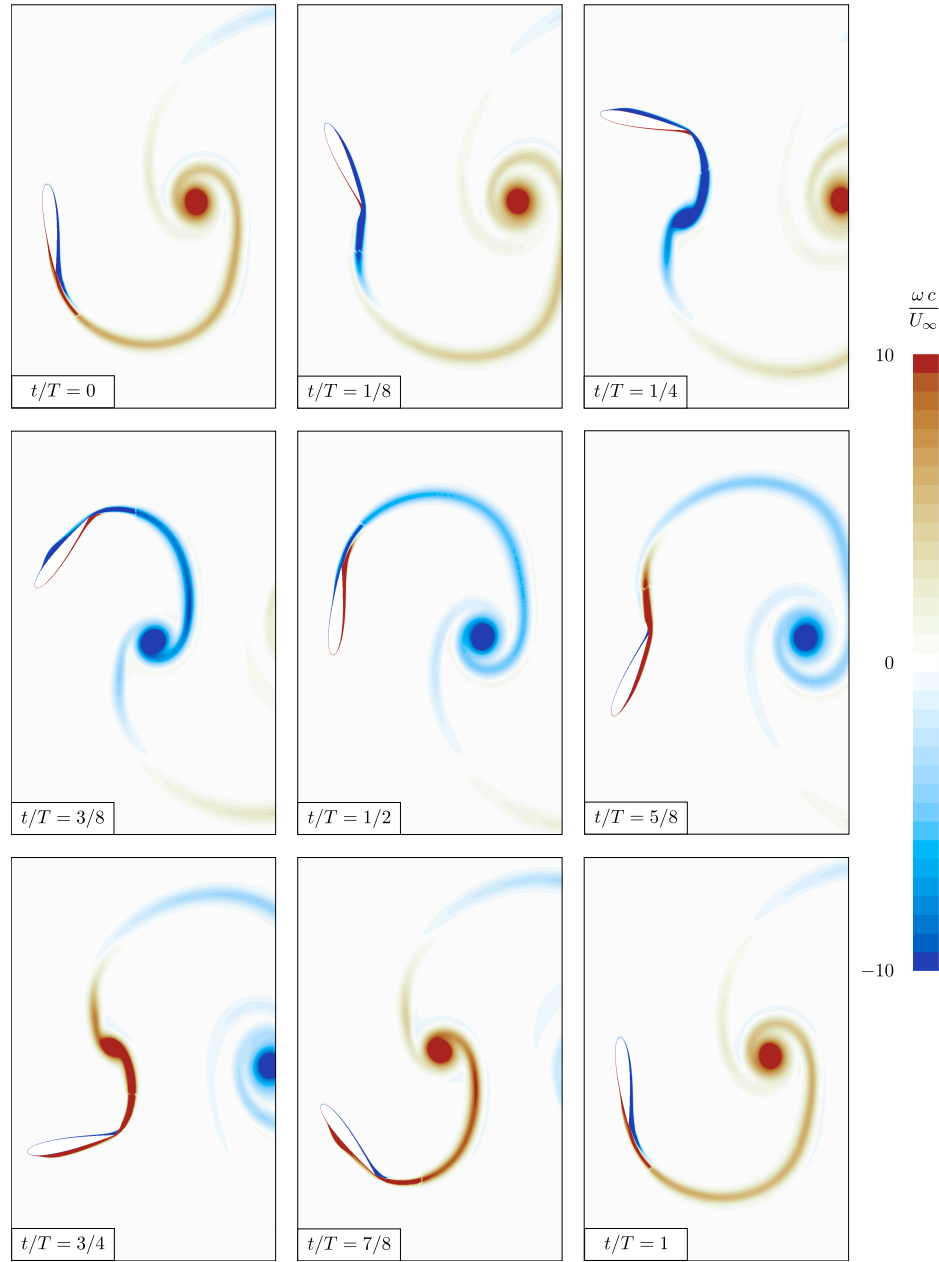 t/T = 0
t/T = 1/8
t/T = 1/4
ω c
U∞
10
t/T = 3/8
t/T = 1/2
t/T = 5/8
0
−10
t/T = 3/4
t/T = 7/8
t/T = 1